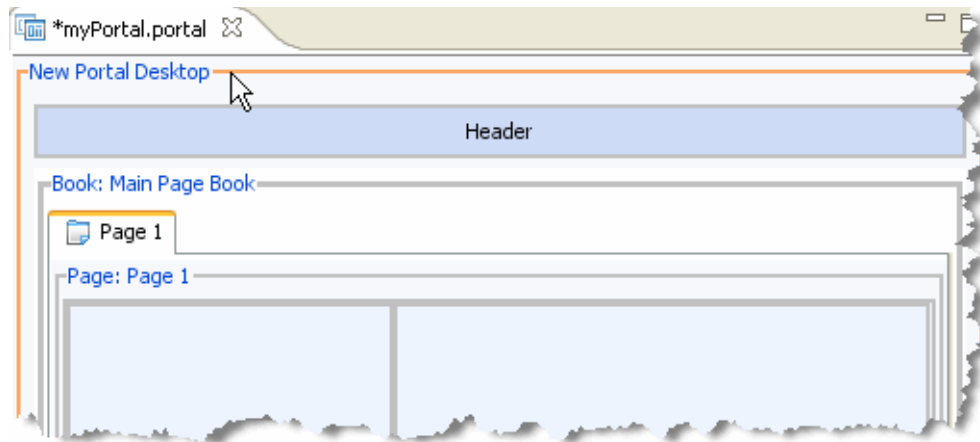 *myPortal.portal
New Portal Desktop
Header
Book: Main Page Book
Page 1
Page: Page 1